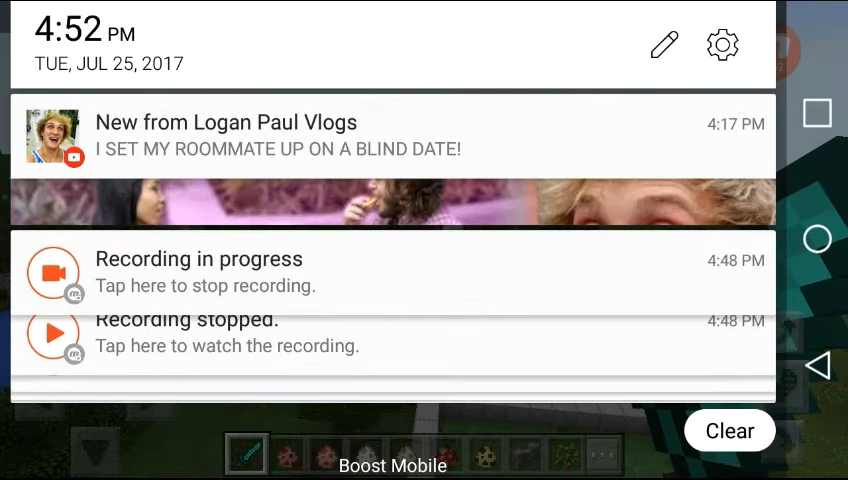 4:52 PM
TUE, JUL 25, 2017
New from Logan Paul Vlogs
4:17 PM
I SET MY ROOMMATE UP ON A BLIND DATE!
Recording in progress
4:48 PM
Tap here to stop recording.
Recording stopped.
4:48 PM
Tap here to watch the recording.
Clear
Boost Mobile